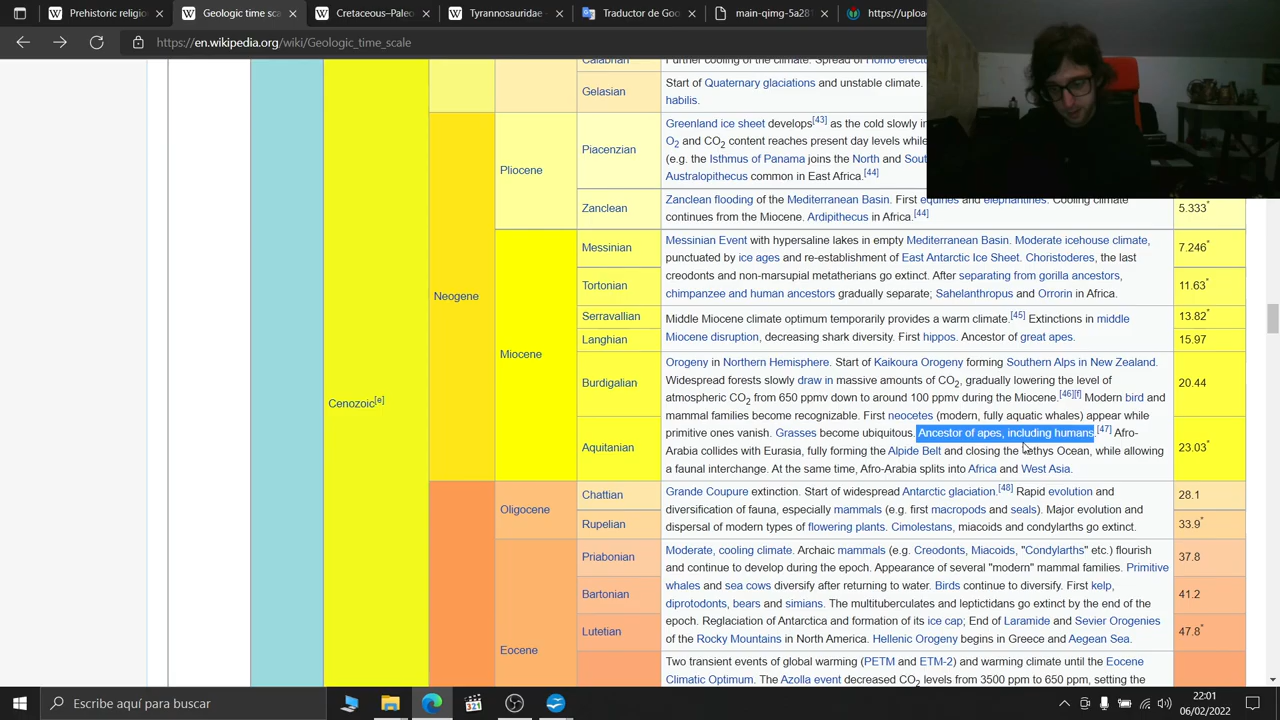 Prehistoric religion
Geologic time sca
Cretaceous–Paleo
Tyrannosauridae
Traductor de Goo
main-qimg-5a281
https://uploa
https://en.wikipedia.org/wiki/Geologic_time_scale
Calabrian
Further cooling of the climate. Spread of Homo erect
Gelasian
Start of Quaternary glaciations and unstable climate.
habilis.
Cenozoic[e]
Neogene
Pliocene
Piacenzian
Greenland ice sheet develops[43] as the cold slowly in
O2 and CO2 content reaches present day levels while
(e.g. the Isthmus of Panama joins the North and Sout
Australopithecus common in East Africa.[44]
Zanclean
Zanclean flooding of the Mediterranean Basin. First equines and elephantines. Cooling climate
continues from the Miocene. Ardipithecus in Africa.[44]
5.333*
Miocene
Messinian
Messinian Event with hypersaline lakes in empty Mediterranean Basin. Moderate icehouse climate,
punctuated by ice ages and re-establishment of East Antarctic Ice Sheet. Choristoderes, the last
creodonts and non-marsupial metatherians go extinct. After separating from gorilla ancestors,
chimpanzee and human ancestors gradually separate; Sahelanthropus and Orrorin in Africa.
7.246*
Tortonian
11.63*
Serravallian
Middle Miocene climate optimum temporarily provides a warm climate.[45] Extinctions in middle
Miocene disruption, decreasing shark diversity. First hippos. Ancestor of great apes.
13.82*
Langhian
15.97
Burdigalian
Orogeny in Northern Hemisphere. Start of Kaikoura Orogeny forming Southern Alps in New Zealand.
Widespread forests slowly draw in massive amounts of CO2, gradually lowering the level of
atmospheric CO2 from 650 ppmv down to around 100 ppmv during the Miocene.[46][f] Modern bird and
mammal families become recognizable. First neocetes (modern, fully aquatic whales) appear while
primitive ones vanish. Grasses become ubiquitous. Ancestor of apes, including humans.[47] Afro-
Arabia collides with Eurasia, fully forming the Alpide Belt and closing the Tethys Ocean, while allowing
a faunal interchange. At the same time, Afro-Arabia splits into Africa and West Asia.
20.44
Aquitanian
23.03*
Oligocene
Chattian
Grande Coupure extinction. Start of widespread Antarctic glaciation.[48] Rapid evolution and
diversification of fauna, especially mammals (e.g. first macropods and seals). Major evolution and
dispersal of modern types of flowering plants. Cimolestans, miacoids and condylarths go extinct.
28.1
Rupelian
33.9*
Eocene
Priabonian
Moderate, cooling climate. Archaic mammals (e.g. Creodonts, Miacoids, "Condylarths" etc.) flourish
and continue to develop during the epoch. Appearance of several "modern" mammal families. Primitive
whales and sea cows diversify after returning to water. Birds continue to diversify. First kelp,
diprotodonts, bears and simians. The multituberculates and leptictidans go extinct by the end of the
epoch. Reglaciation of Antarctica and formation of its ice cap; End of Laramide and Sevier Orogenies
of the Rocky Mountains in North America. Hellenic Orogeny begins in Greece and Aegean Sea.
37.8
Bartonian
41.2
Lutetian
47.8*
Two transient events of global warming (PETM and ETM-2) and warming climate until the Eocene
Climatic Optimum. The Azolla event decreased CO2 levels from 3500 ppm to 650 ppm, setting the
Escribe aquí para buscar
321
22:01
06/02/2022